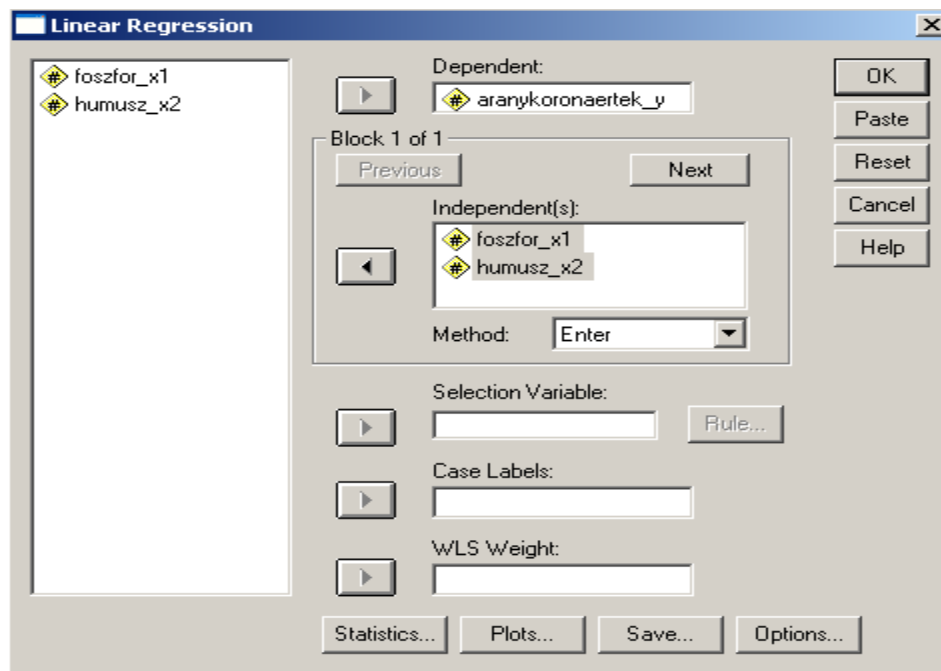 Linear Regression
foszfor_x1
humusz_x2
Dependent:
aranykoronaertek_y
Block 1 of 1
Previous
Next
Independent(s):
foszfor_x1
humusz_x2
Method:
Enter
Selection Variable:
Rule...
Case Labels:
WLS Weight:
Statistics...
Plots...
Save...
Options...
OK
Paste
Reset
Cancel
Help